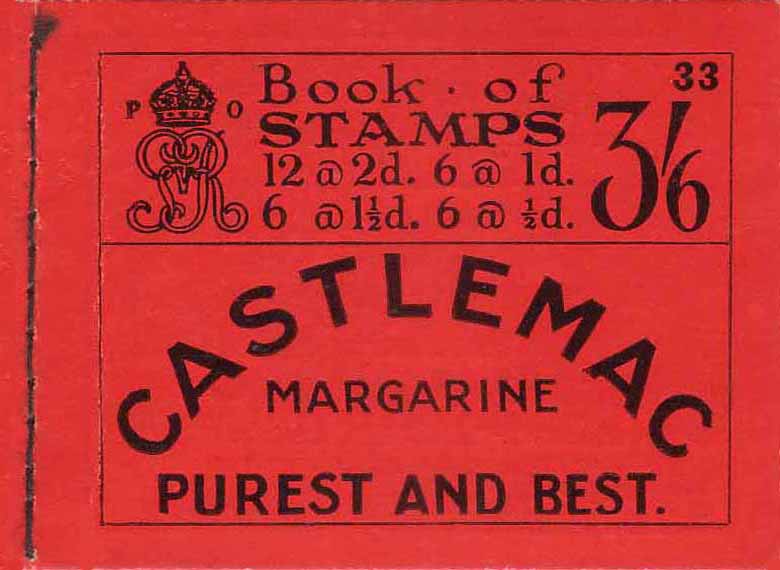 33
P O Book · of
STAMPS
12 @ 2d. 6 @ 1d.
6 @ 1½d. 6 @ ½d.
3/6
CASTLEMAC
MARGARINE
PUREST AND BEST.